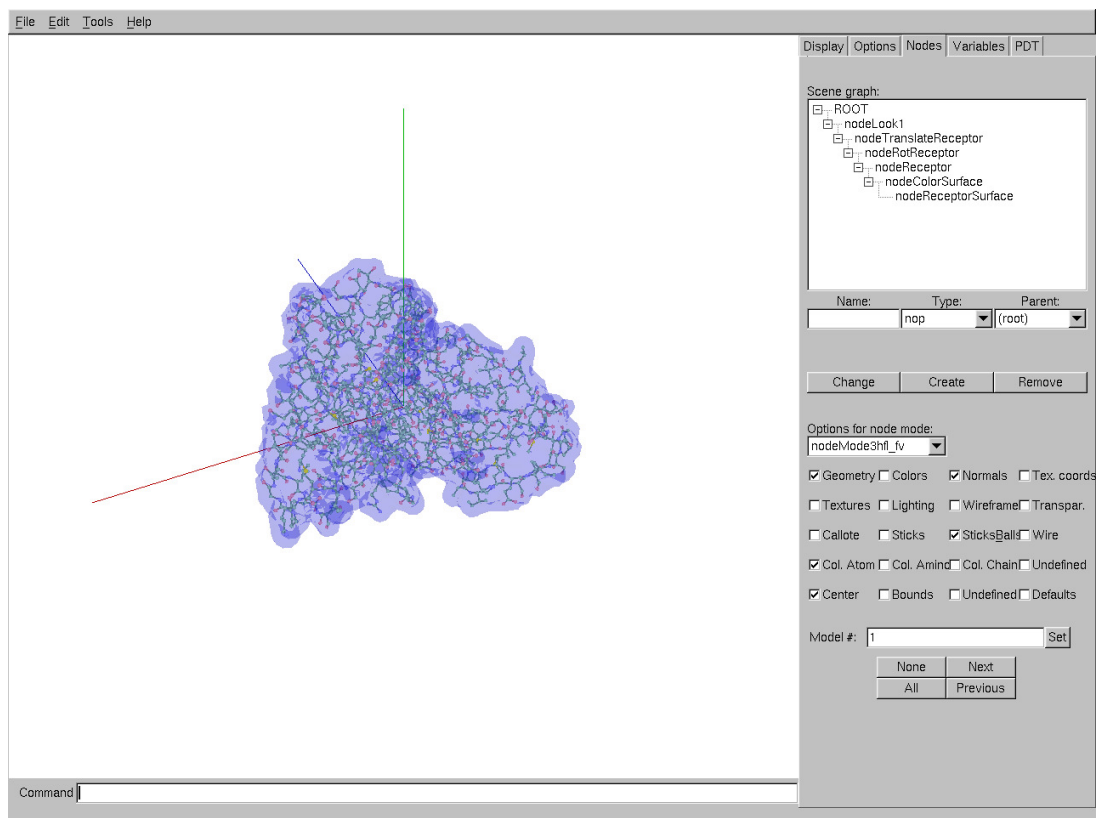 File Edit Tools Help
Display Options Nodes Variables PDT
Scene graph:
ROOT
nodeLook1
nodeTranslateReceptor
nodeRotReceptor
nodeReceptor
nodeColorSurface
nodeReceptorSurface
Name: Type: Parent:
nop (root)
Change Create Remove
Options for node mode:
nodeMode3hfl_fv
Geometry Colors Normals Tex. coords
Textures Lighting Wireframe Transpar.
Callote Sticks SticksBalls Wire
Col. Atom Col. Amino Col. Chain Undefined
Center Bounds Undefined Defaults
Model #: 1 Set
None Next
All Previous
Command